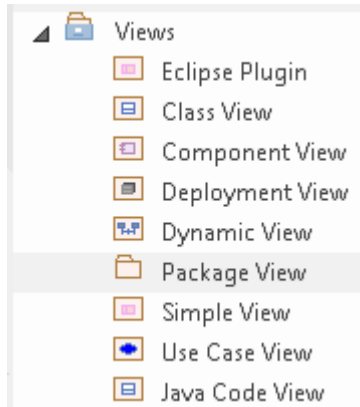 Views
Eclipse Plugin
Class View
Component View
Deployment View
Dynamic View
Package View
Simple View
Use Case View
Java Code View